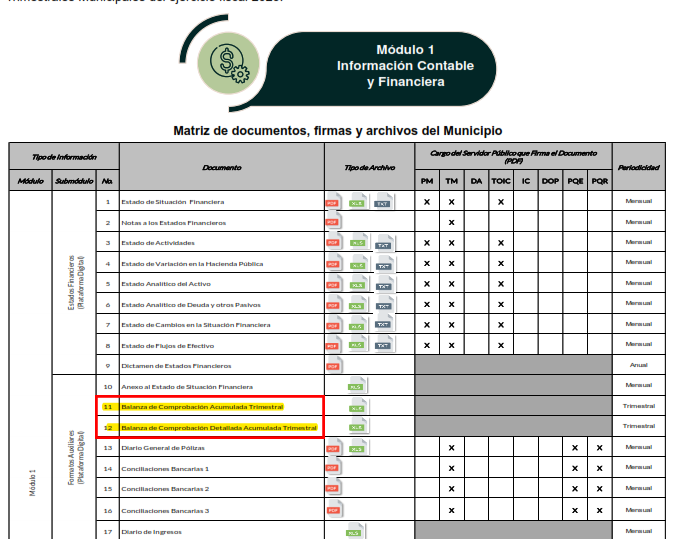 Trimestrales Municipales del ejercicio fiscal 2025.
Módulo 1
Información Contable
y Financiera
Matriz de documentos, firmas y archivos del Municipio
Tipo de Información Documento Tipo de Archivo Cargo del Servidor Público que Firma el Documento (PDF) Periodicidad
Módulo Submódulo No. PM TM DA TOIC IC DOP PQE PQR
Módulo 1
Estados Financieros
(Plataforma Digital)
1 Estado de Situación Financiera PDF XLS TXT x x x Mensual
2 Notas a los Estados Financieros PDF x Mensual
3 Estado de Actividades PDF XLS TXT x x x Mensual
4 Estado de Variación en la Hacienda Pública PDF XLS TXT x x x Mensual
5 Estado Analítico del Activo PDF XLS TXT x x x Mensual
6 Estado Analítico de Deuda y otros Pasivos PDF XLS TXT x x x Mensual
7 Estado de Cambios en la Situación Financiera PDF XLS TXT x x x Mensual
8 Estado de Flujos de Efectivo PDF XLS TXT x x x Mensual
9 Dictamen de Estados Financieros PDF Anual
Formatos Auxiliares
(Plataforma Digital)
10 Anexo al Estado de Situación Financiera XLS Mensual
11 Balanza de Comprobación Acumulada Trimestral XLS Trimestral
12 Balanza de Comprobación Detallada Acumulada Trimestral XLS Trimestral
13 Diario General de Pólizas PDF XLS x x x Mensual
14 Conciliaciones Bancarias 1 PDF x x x Mensual
15 Conciliaciones Bancarias 2 PDF x x x Mensual
16 Conciliaciones Bancarias 3 PDF x x x Mensual
17 Diario de Ingresos XLS Mensual